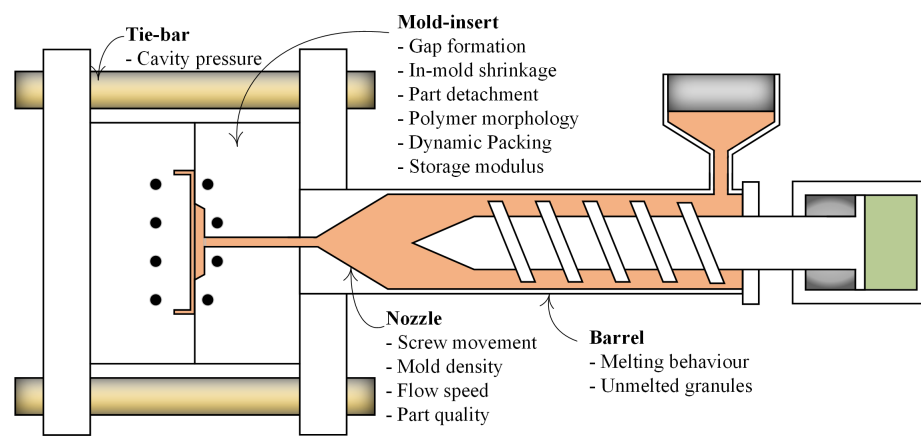 Tie-bar
- Cavity pressure
Mold-insert
- Gap formation
- In-mold shrinkage
- Part detachment
- Polymer morphology
- Dynamic Packing
- Storage modulus
Nozzle
- Screw movement
- Mold density
- Flow speed
- Part quality
Barrel
- Melting behaviour
- Unmelted granules